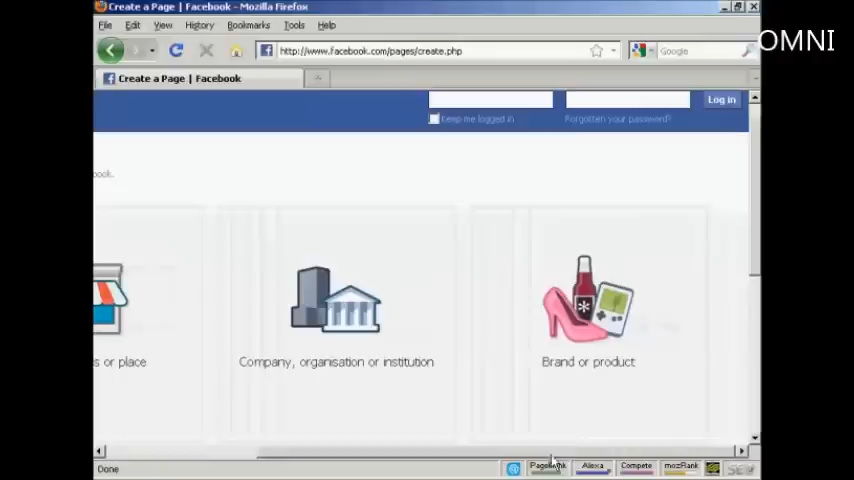 Create a Page | Facebook - Mozilla Firefox
File Edit View History Bookmarks Tools Help
http://www.facebook.com/pages/create.php
Google
OMNI
Create a Page | Facebook
Log in
Keep me logged in
Forgotten your password?
book.
s or place
Company, organisation or institution
Brand or product
Done
PageRank
Alexa
Compete
mozRank